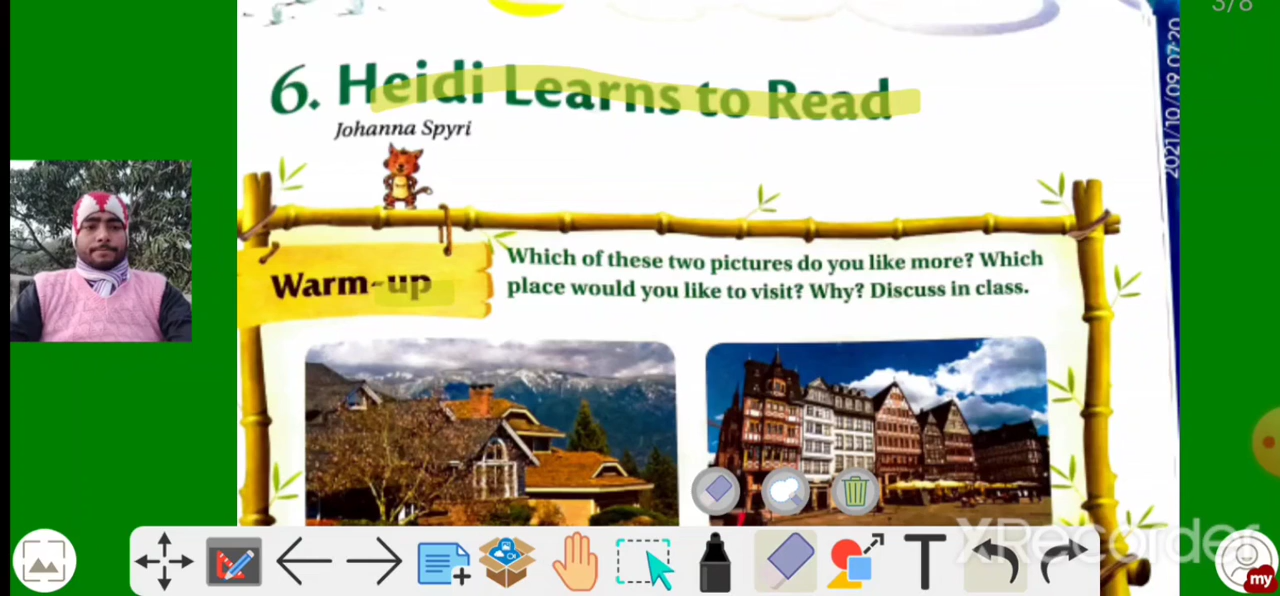 3/8
2021/10/09 07:20
6. Heidi Learns to Read
Johanna Spyri
Warm-up
Which of these two pictures do you like more? Which
place would you like to visit? Why? Discuss in class.
T
XRecorder
my